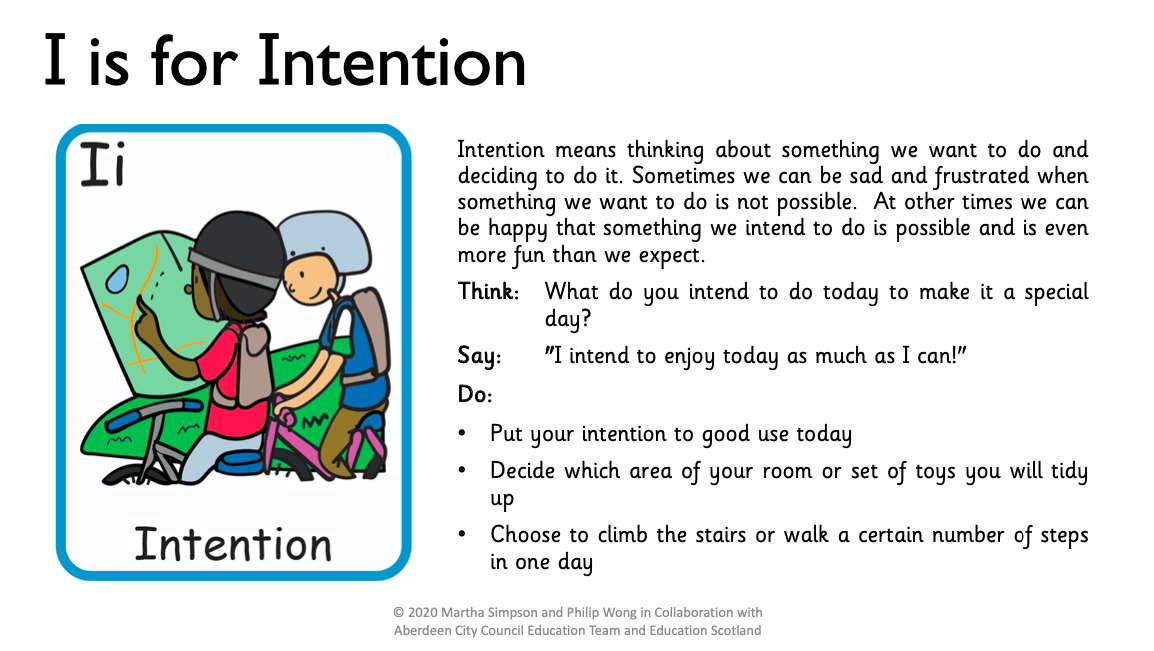 I is for Intention
Ii
Intention
Intention means thinking about something we want to do and
deciding to do it. Sometimes we can be sad and frustrated when
something we want to do is not possible.  At other times we can
be happy that something we intend to do is possible and is even
more fun than we expect.
Think: What do you intend to do today to make it a special
day?
Say: "I intend to enjoy today as much as I can!"
Do:
• Put your intention to good use today
• Decide which area of your room or set of toys you will tidy
up
• Choose to climb the stairs or walk a certain number of steps
in one day
© 2020 Martha Simpson and Philip Wong in Collaboration with
Aberdeen City Council Education Team and Education Scotland